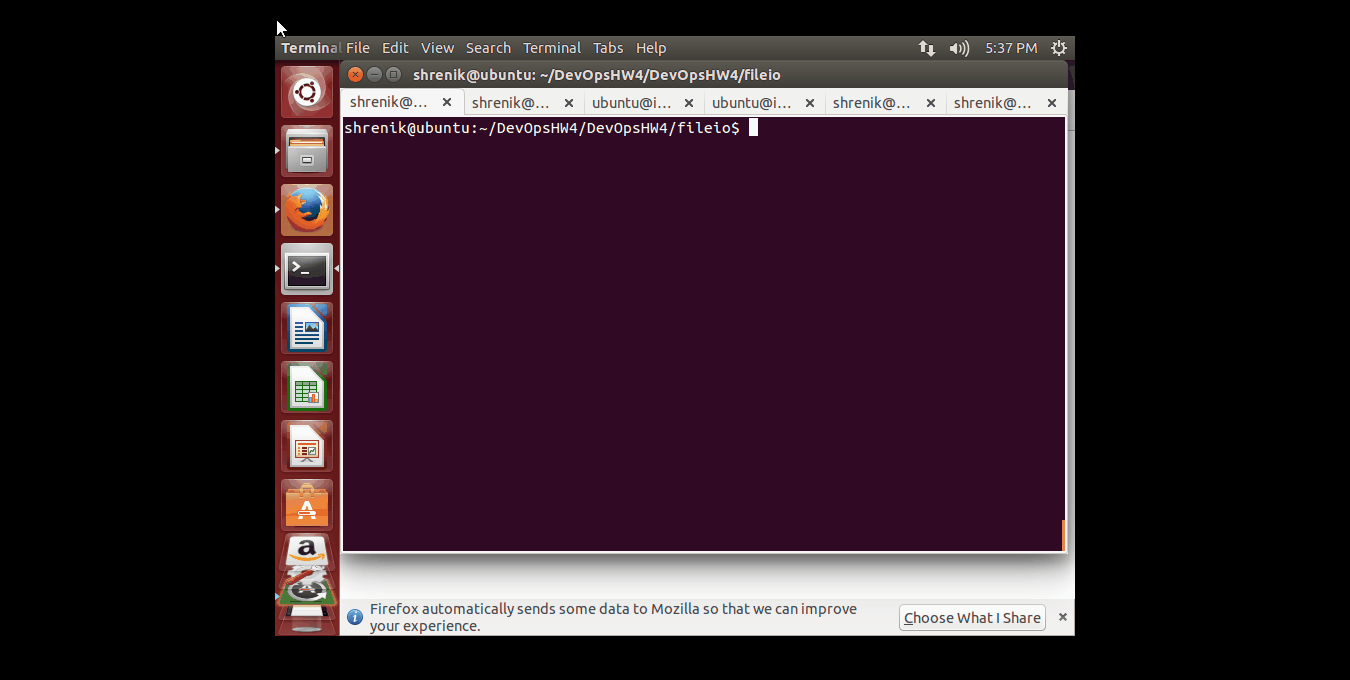 Terminal File Edit View Search Terminal Tabs Help 5:37 PM
shrenik@ubuntu: ~/DevOpsHW4/DevOpsHW4/fileio
shrenik@... shrenik@... ubuntu@i... ubuntu@i... shrenik@... shrenik@...
shrenik@ubuntu:~/DevOpsHW4/DevOpsHW4/fileio$
Firefox automatically sends some data to Mozilla so that we can improve
your experience.
Choose What I Share